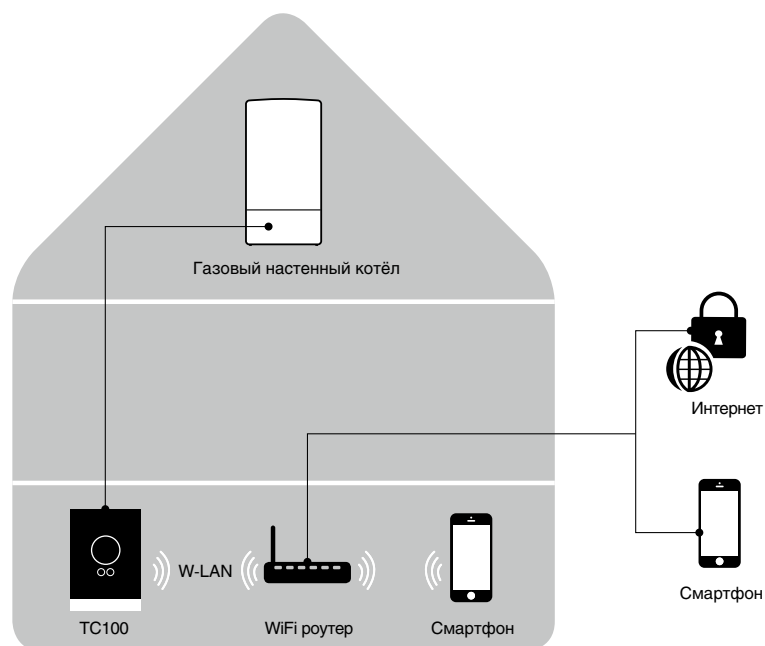 Газовый настенный котёл
Интернет
W-LAN
Смартфон
TC100
WiFi роутер
Смартфон